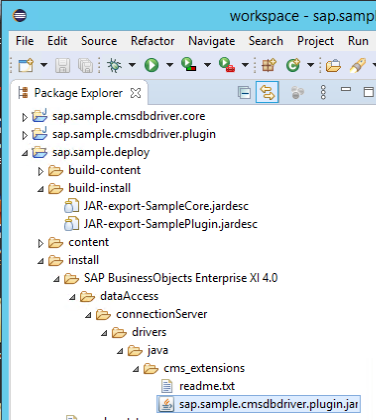 workspace - sap.sampl
File Edit Source Refactor Navigate Search Project Run
Package Explorer
sap.sample.cmsdbdriver.core
sap.sample.cmsdbdriver.plugin
sap.sample.deploy
build-content
build-install
JAR-export-SampleCore.jardesc
JAR-export-SamplePlugin.jardesc
content
install
SAP BusinessObjects Enterprise XI 4.0
dataAccess
connectionServer
drivers
java
cms_extensions
readme.txt
sap.sample.cmsdbdriver.plugin.jar